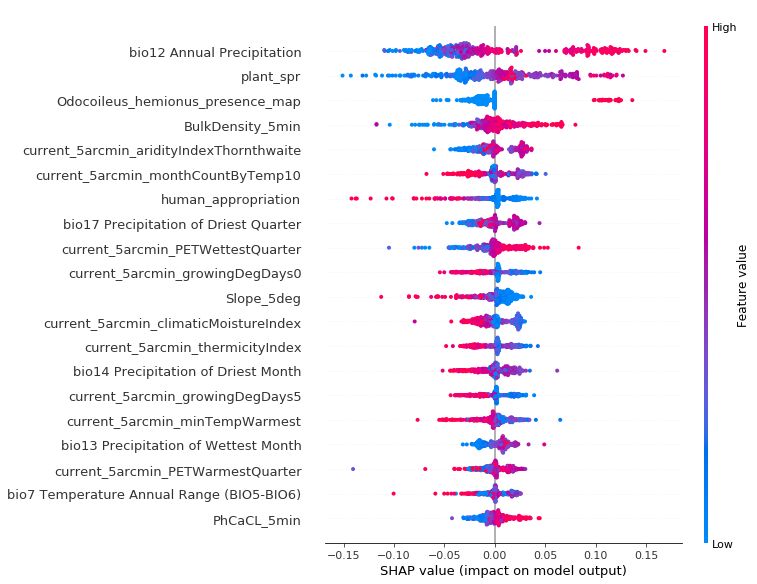 High
bio12 Annual Precipitation
plant_spr
Odocoileus_hemionus_presence_map
BulkDensity_5min
current_5arcmin_aridityIndexThornthwaite
current_5arcmin_monthCountByTemp10
human_appropriation
bio17 Precipitation of Driest Quarter
current_5arcmin_PETWettestQuarter
current_5arcmin_growingDegDays0
Slope_5deg
current_5arcmin_climaticMoistureIndex
current_5arcmin_thermicityIndex
bio14 Precipitation of Driest Month
current_5arcmin_growingDegDays5
current_5arcmin_minTempWarmest
bio13 Precipitation of Wettest Month
current_5arcmin_PETWarmestQuarter
bio7 Temperature Annual Range (BIO5-BIO6)
PhCaCL_5min
Feature value
Low
−0.15 −0.10 −0.05 0.00 0.05 0.10 0.15
SHAP value (impact on model output)